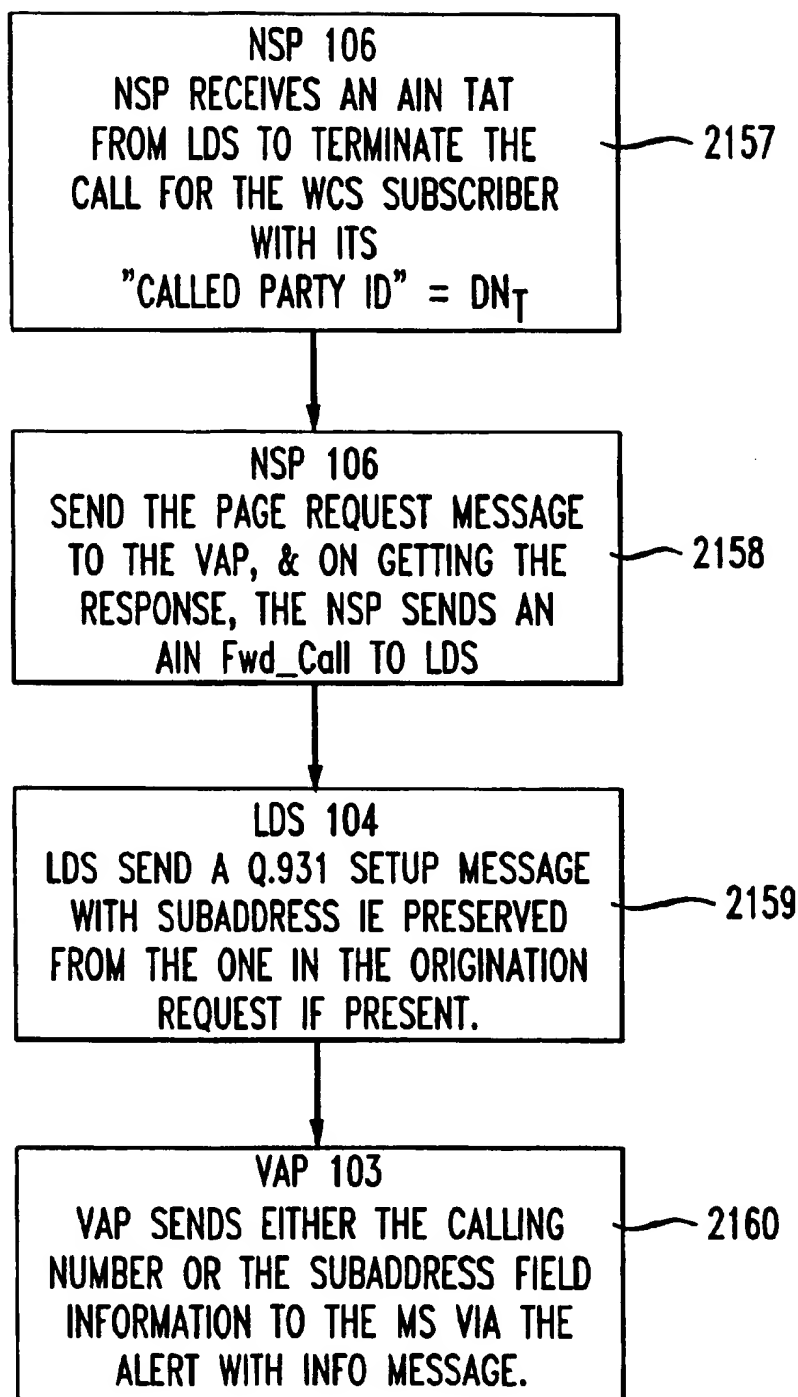 NSP 106
NSP RECEIVES AN AIN TAT
FROM LDS TO TERMINATE THE
CALL FOR THE WCS SUBSCRIBER
WITH ITS
"CALLED PARTY ID" = DNT
2157
NSP 106
SEND THE PAGE REQUEST MESSAGE
TO THE VAP, & ON GETTING THE
RESPONSE, THE NSP SENDS AN
AIN Fwd_Call TO LDS
2158
LDS 104
LDS SEND A Q.931 SETUP MESSAGE
WITH SUBADDRESS IE PRESERVED
FROM THE ONE IN THE ORIGINATION
REQUEST IF PRESENT.
2159
VAP 103
VAP SENDS EITHER THE CALLING
NUMBER OR THE SUBADDRESS FIELD
INFORMATION TO THE MS VIA THE
ALERT WITH INFO MESSAGE.
2160